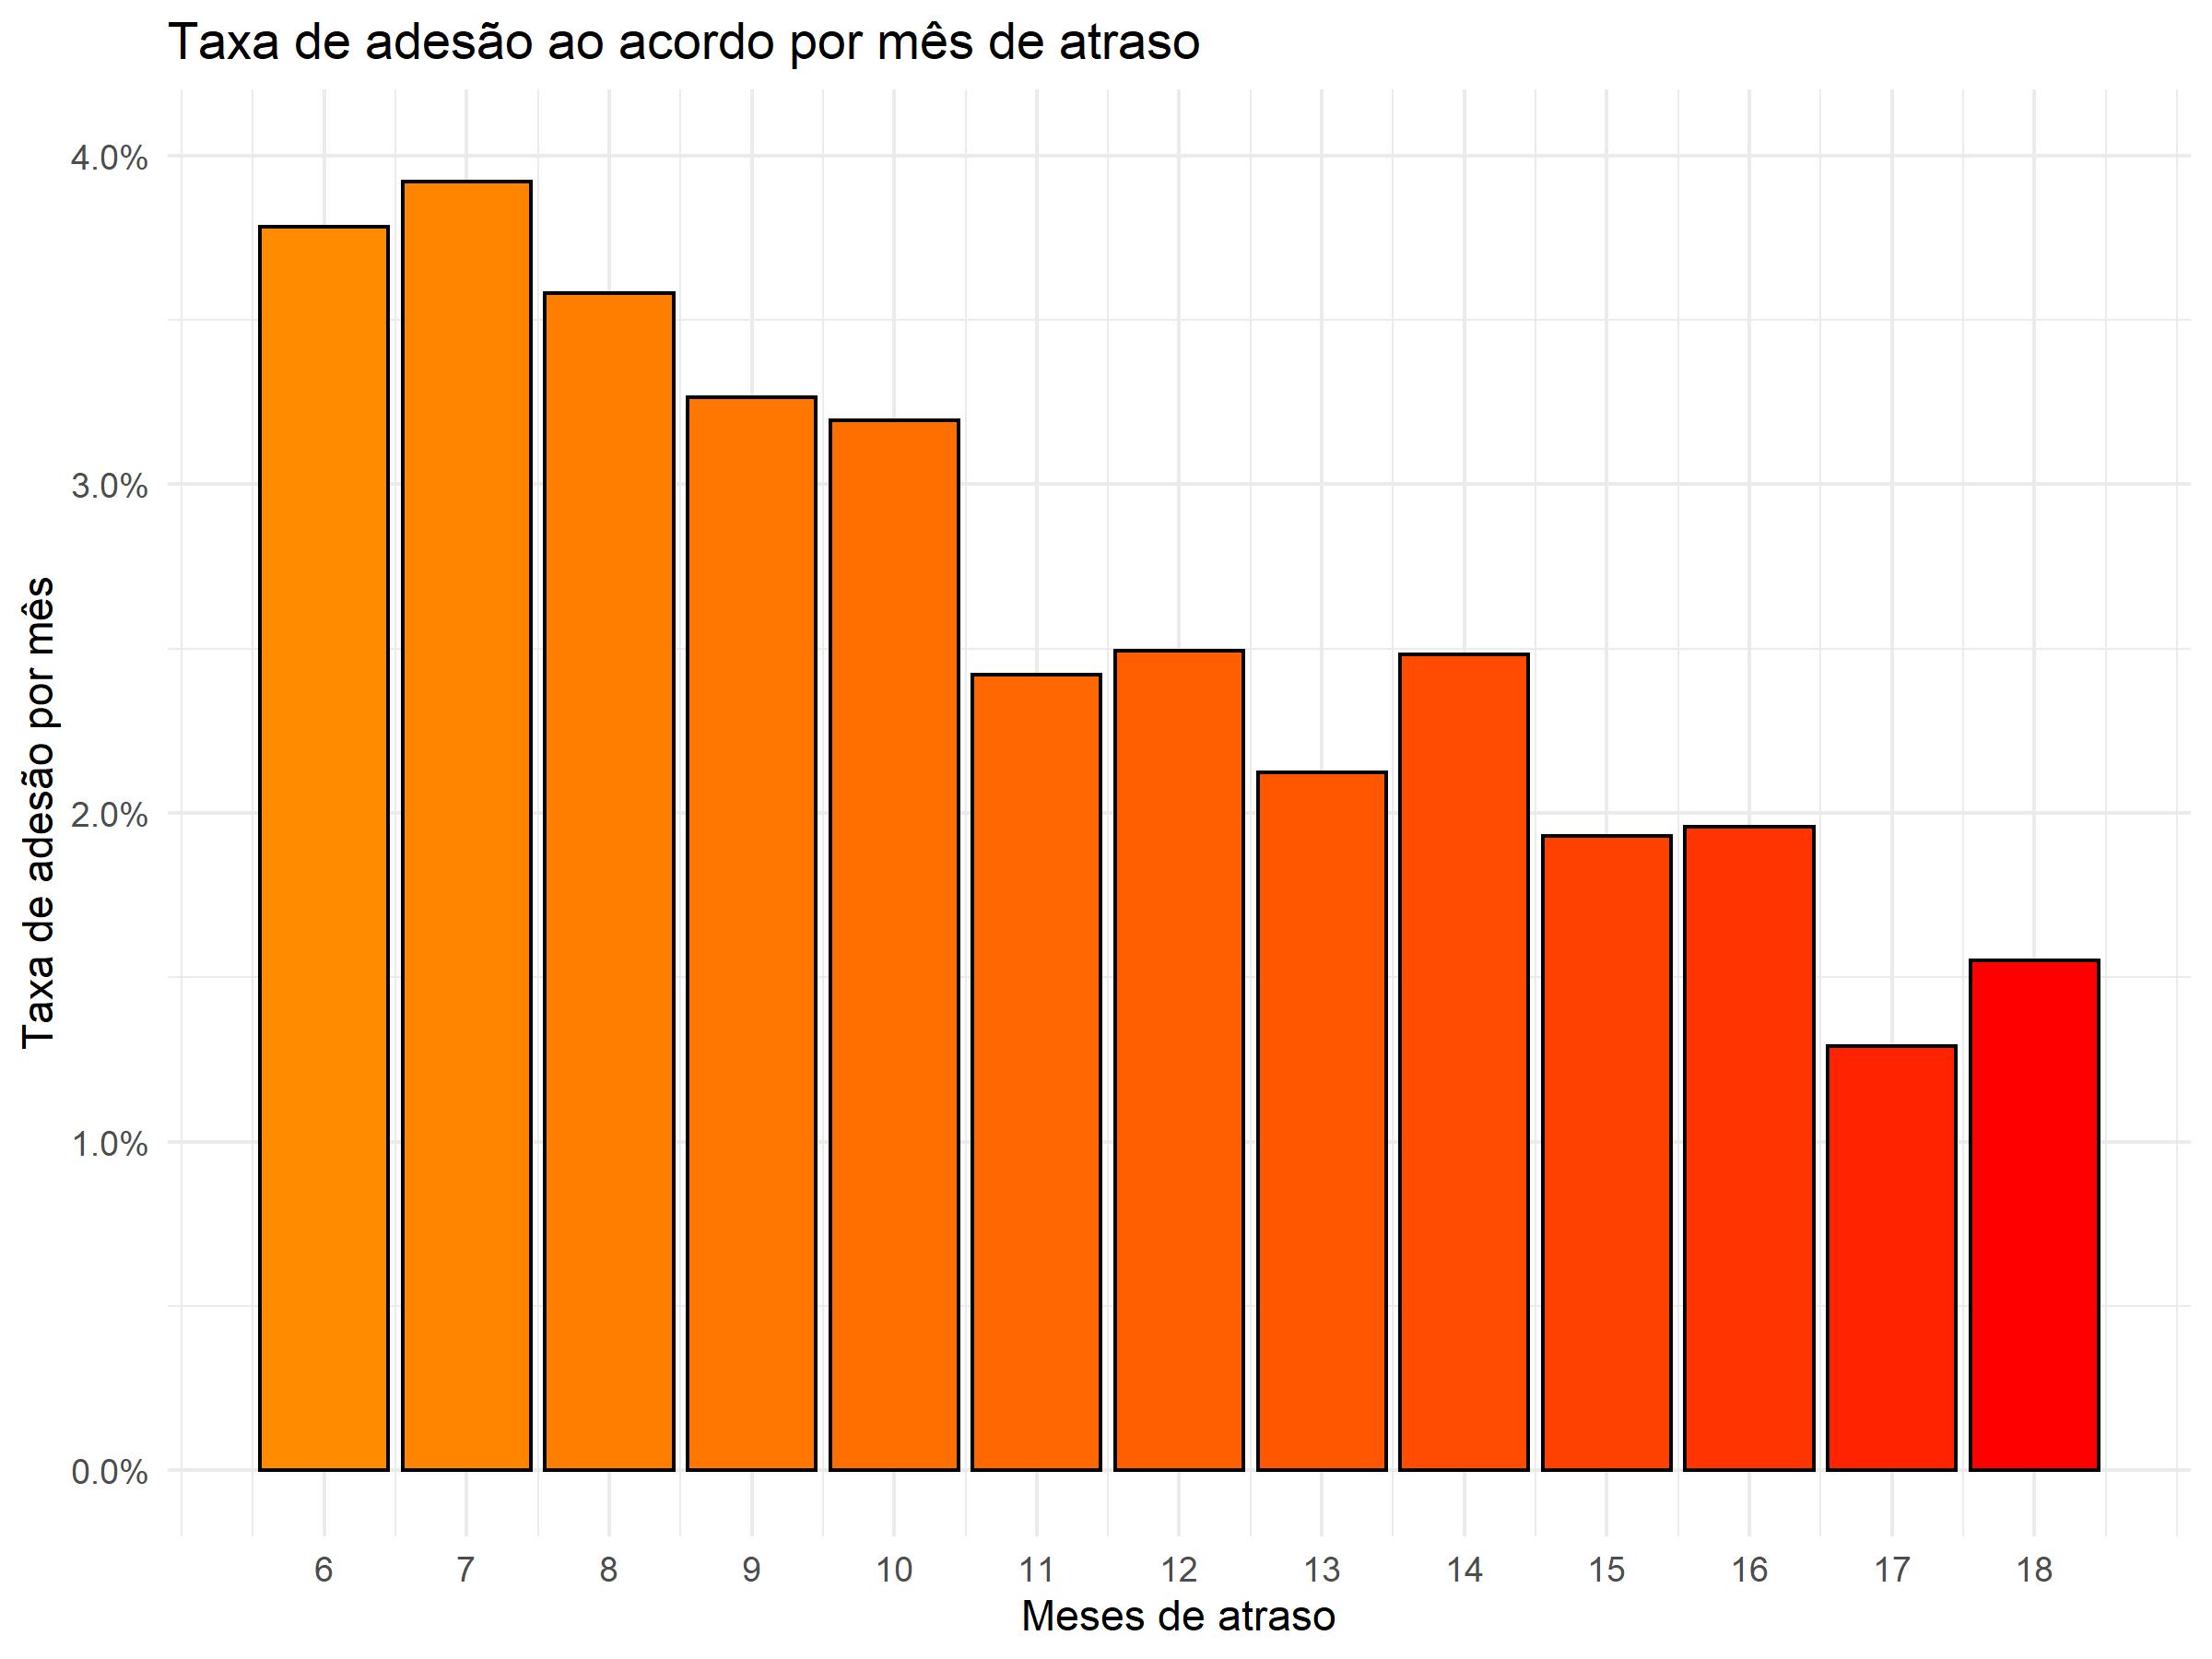 Taxa de adesão ao acordo por mês de atraso
Taxa de adesão por mês
4.0%
3.0%
2.0%
1.0%
0.0%
6 7 8 9 10 11 12 13 14 15 16 17 18
Meses de atraso